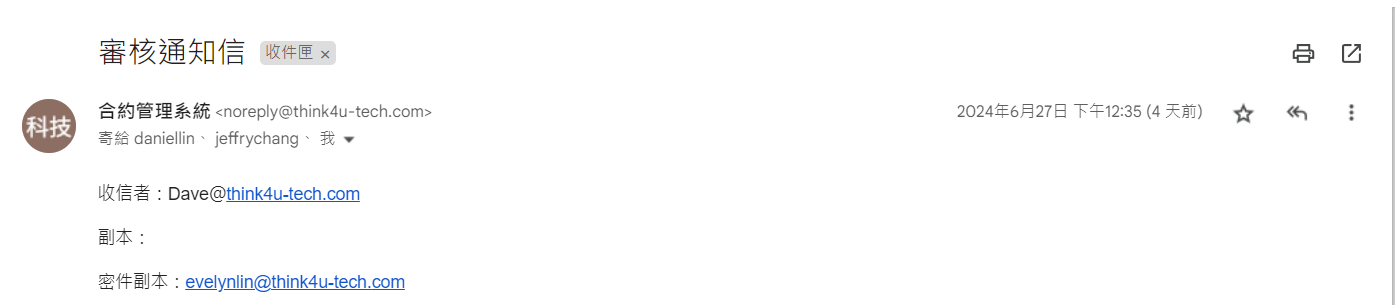 審核通知信 收件匣 ×
科技
合約管理系統 <noreply@think4u-tech.com>
2024年6月27日 下午12:35 (4 天前)
寄給 daniellin、 jeffrychang、 我
收信者：Dave@think4u-tech.com
副本：
密件副本：evelynlin@think4u-tech.com